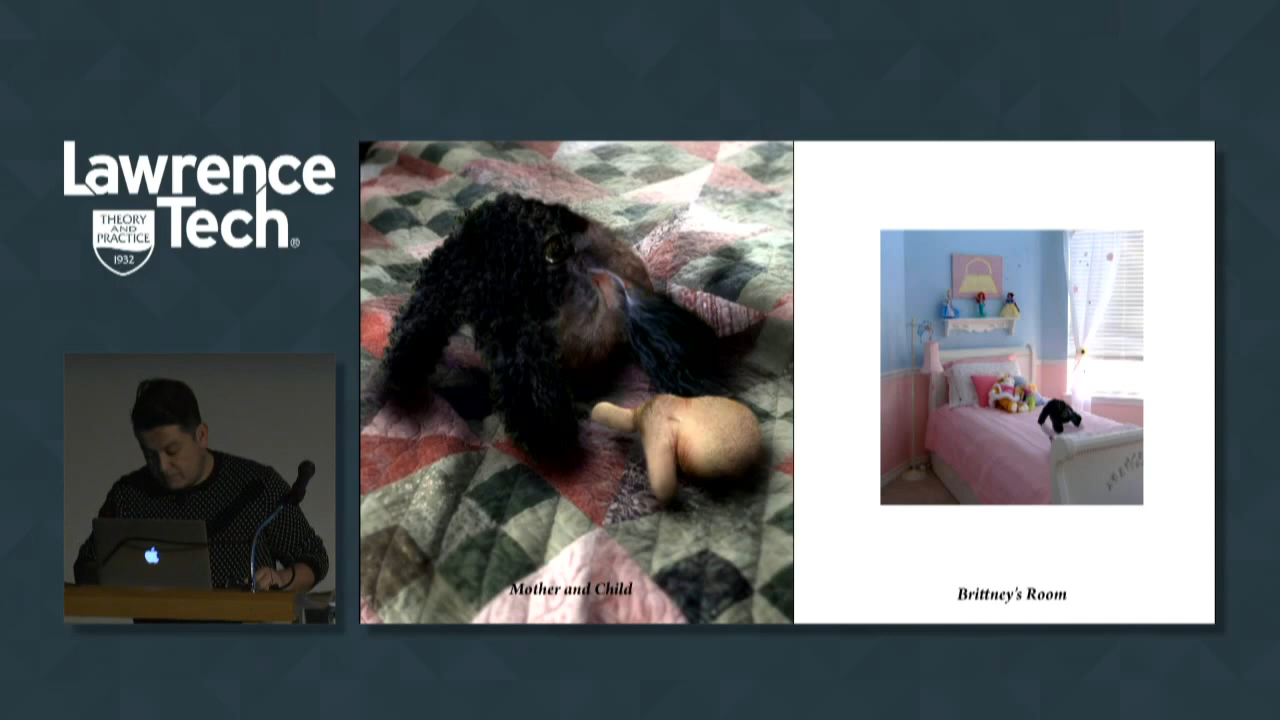 Lawrence
Tech®
THEORY
AND
PRACTICE
1932
Mother and Child
Brittney's Room